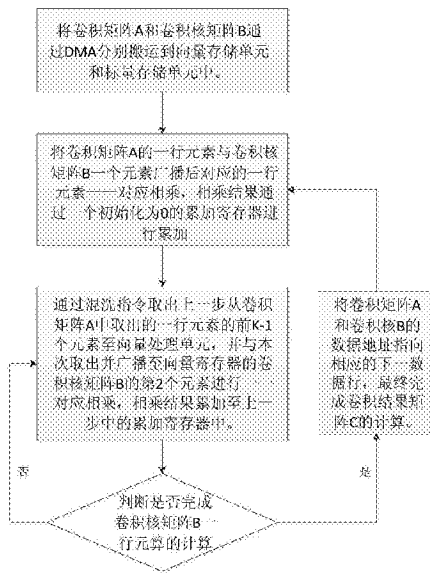 将卷积矩阵A和卷积核矩阵B通
过DMA分别搬运到向量存储单元
和标量存储单元中。
将卷积矩阵A的一行元素与卷积核
矩阵B一个元素广播后对应的一行
元素一一对应相乘，相乘结果通
过一个初始化为0的累加寄存器进
行累加
通过混洗指令取出上一步从卷积
矩阵A中取出的一行元素的前K-1
个元素至向量处理单元，并与本
次取出并广播至向量寄存器的卷
积核矩阵B的第2个元素进行一一
对应相乘，相乘结果累加至上一
步中的累加寄存器中。
将卷积矩阵A
和卷积核B的
数据地址指向
相应的下一数
据行，最终完
成卷积结果矩
阵C的计算。
否
是
判断是否完成
卷积核矩阵B一
行元算的计算